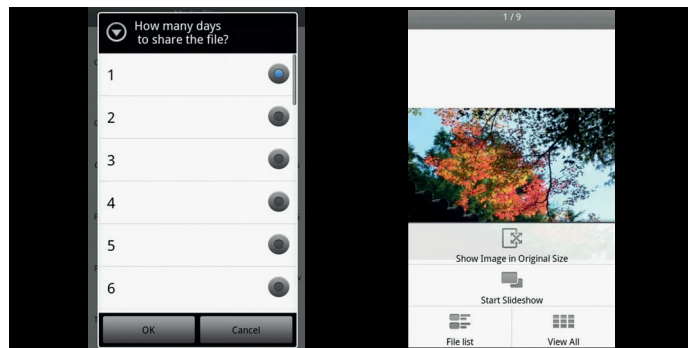 How many days
to share the file?
1
2
3
4
5
6
OK
Cancel
1 / 9
Show Image in Original Size
Start Slideshow
File list
View All